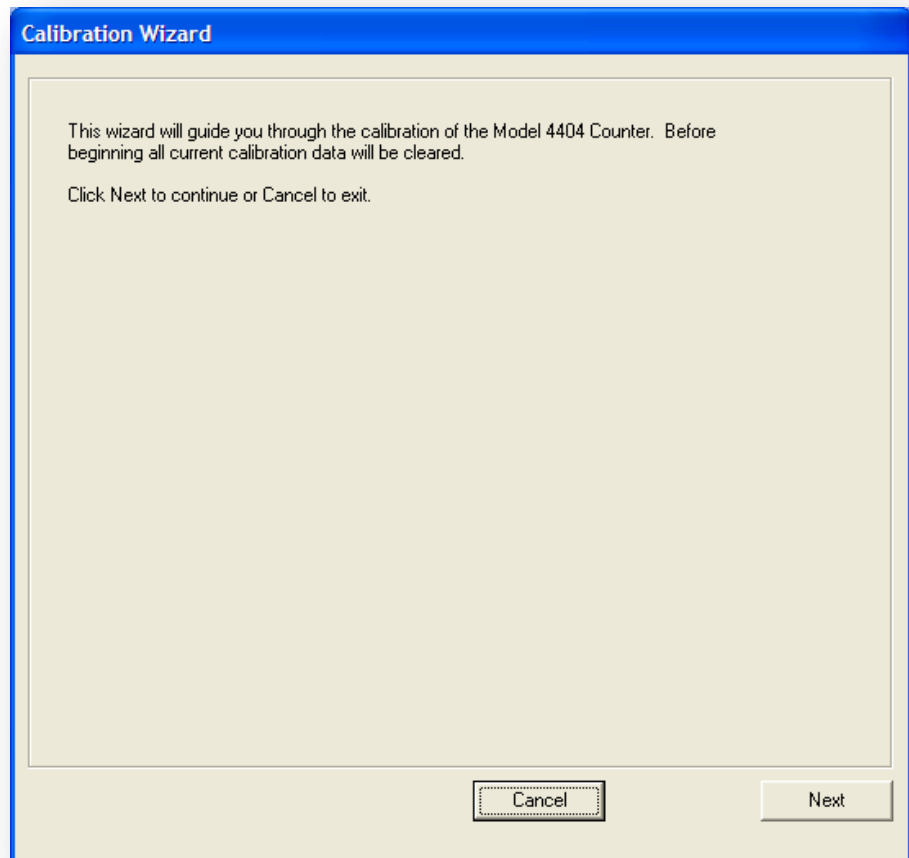 Calibration Wizard
This wizard will guide you through the calibration of the Model 4404 Counter.  Before
beginning all current calibration data will be cleared.
Click Next to continue or Cancel to exit.
Cancel
Next